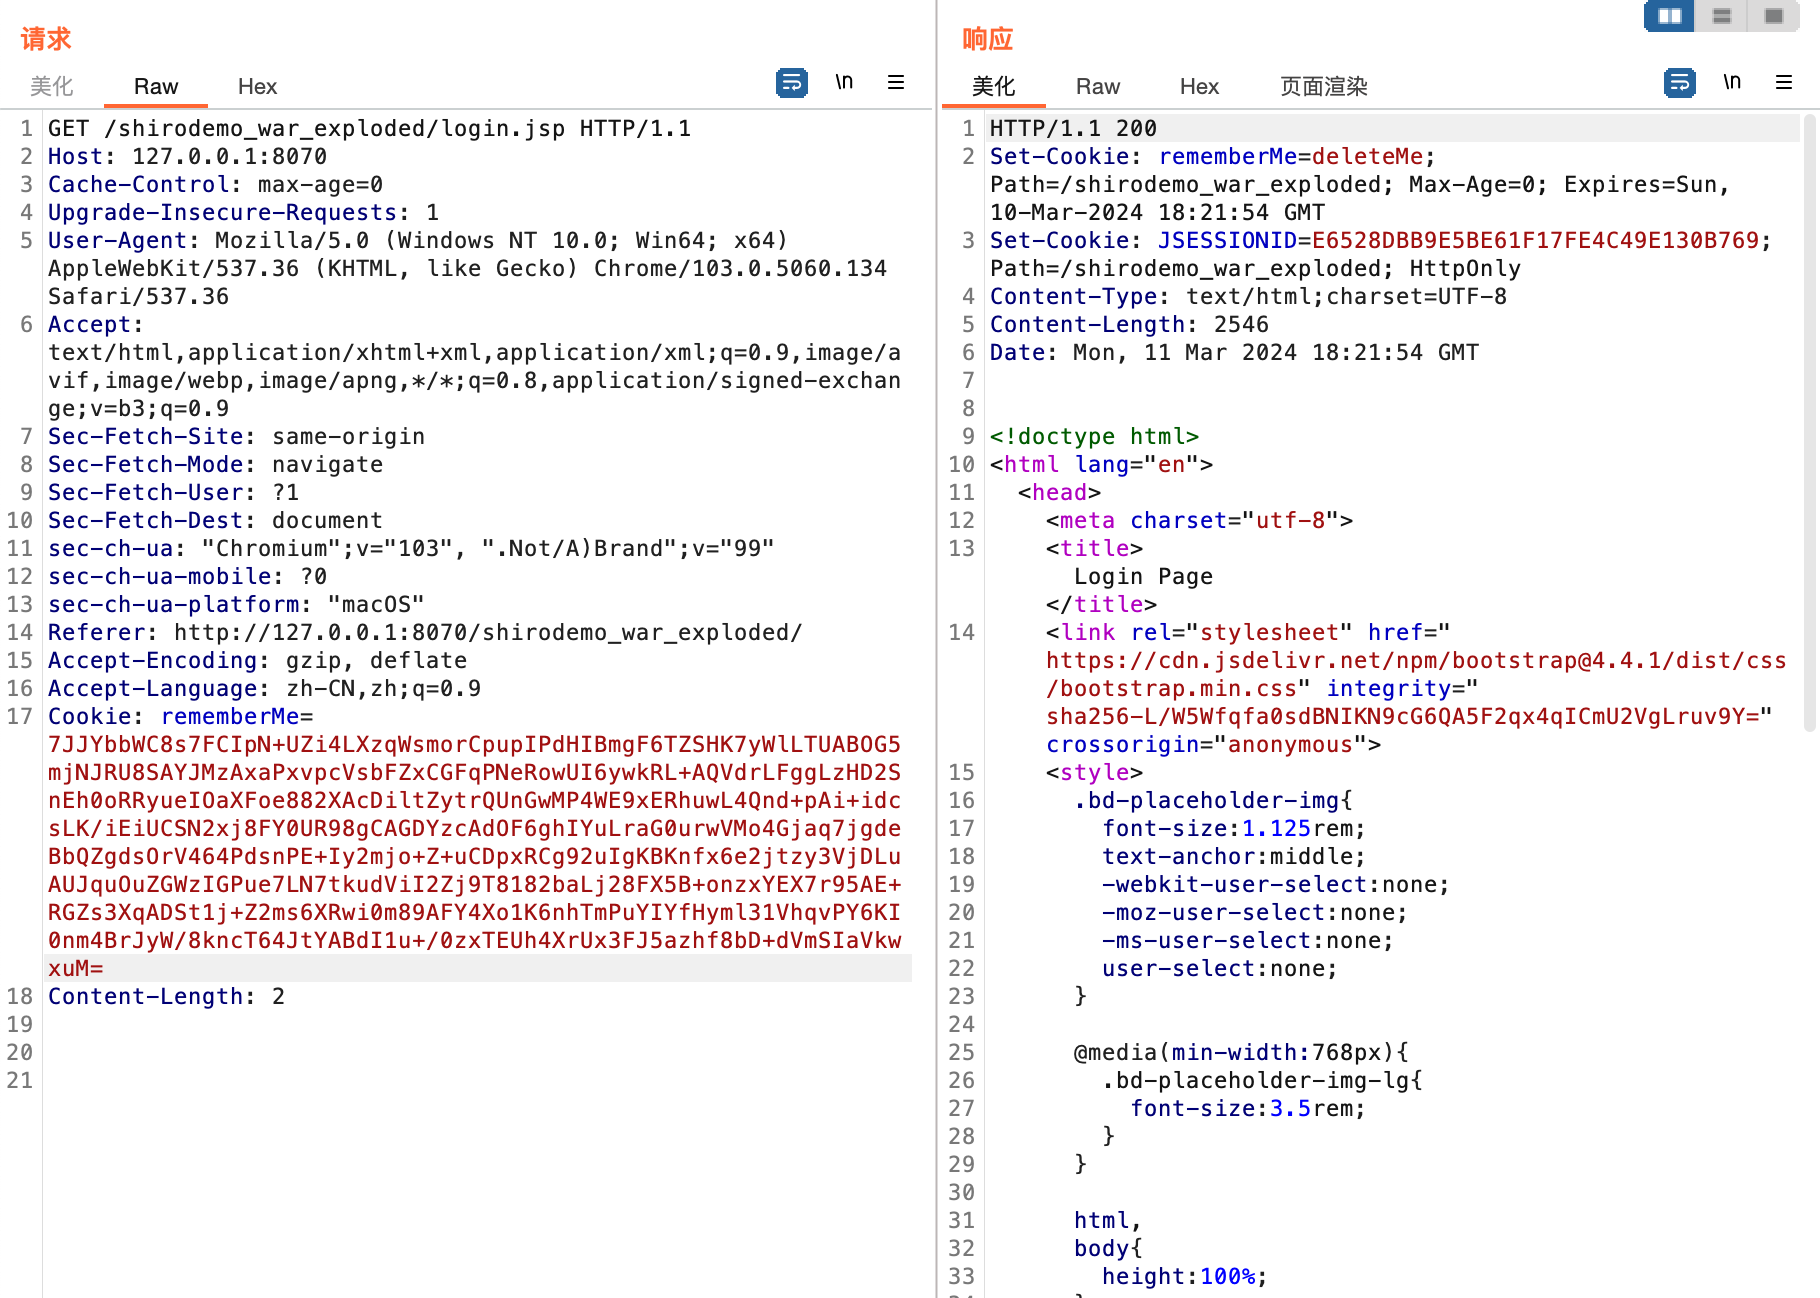 请求
美化 Raw Hex \n
1 GET /shirodemo_war_exploded/login.jsp HTTP/1.1
2 Host: 127.0.0.1:8070
3 Cache-Control: max-age=0
4 Upgrade-Insecure-Requests: 1
5 User-Agent: Mozilla/5.0 (Windows NT 10.0; Win64; x64)
AppleWebKit/537.36 (KHTML, like Gecko) Chrome/103.0.5060.134
Safari/537.36
6 Accept:
text/html,application/xhtml+xml,application/xml;q=0.9,image/a
vif,image/webp,image/apng,*/*;q=0.8,application/signed-exchan
ge;v=b3;q=0.9
7 Sec-Fetch-Site: same-origin
8 Sec-Fetch-Mode: navigate
9 Sec-Fetch-User: ?1
10 Sec-Fetch-Dest: document
11 sec-ch-ua: "Chromium";v="103", ".Not/A)Brand";v="99"
12 sec-ch-ua-mobile: ?0
13 sec-ch-ua-platform: "macOS"
14 Referer: http://127.0.0.1:8070/shirodemo_war_exploded/
15 Accept-Encoding: gzip, deflate
16 Accept-Language: zh-CN,zh;q=0.9
17 Cookie: rememberMe=
7JJYbbWC8s7FCIpN+UZi4LXzqWsmorCpupIPdHIBmgF6TZSHK7yWlLTUABOG5
mjNJRU8SAYJMzAxaPxvpcVsbFZxCGFqPNeRowUI6ywkRL+AQVdrLFggLzHD2S
nEh0oRRyueIOaXFoe882XAcDiltZytrQUnGwMP4WE9xERhuwL4Qnd+pAi+idc
sLK/iEiUCSN2xj8FY0UR98gCAGDYzcAdOF6ghIYuLraG0urwVMo4Gjaq7jgde
BbQZgdsOrV464PdsnPE+Iy2mjo+Z+uCDpxRCg92uIgKBKnfx6e2jtzy3VjDLu
AUJquOuZGWzIGPue7LN7tkudViI2Zj9T8182baLj28FX5B+onzxYEX7r95AE+
RGZs3XqADSt1j+Z2ms6XRwi0m89AFY4Xo1K6nhTmPuYIYfHyml31VhqvPY6KI
0nm4BrJyW/8kncT64JtYABdI1u+/0zxTEUh4XrUx3FJ5azhf8bD+dVmSIaVkw
xuM=
18 Content-Length: 2
19
20
21
响应
美化 Raw Hex 页面渲染 \n
1 HTTP/1.1 200
2 Set-Cookie: rememberMe=deleteMe;
Path=/shirodemo_war_exploded; Max-Age=0; Expires=Sun,
10-Mar-2024 18:21:54 GMT
3 Set-Cookie: JSESSIONID=E6528DBB9E5BE61F17FE4C49E130B769;
Path=/shirodemo_war_exploded; HttpOnly
4 Content-Type: text/html;charset=UTF-8
5 Content-Length: 2546
6 Date: Mon, 11 Mar 2024 18:21:54 GMT
7
8
9 <!doctype html>
10 <html lang="en">
11 <head>
12 <meta charset="utf-8">
13 <title>
Login Page
</title>
14 <link rel="stylesheet" href="
https://cdn.jsdelivr.net/npm/bootstrap@4.4.1/dist/css
/bootstrap.min.css" integrity="
sha256-L/W5Wfqfa0sdBNIKN9cG6QA5F2qx4qICmU2VgLruv9Y="
crossorigin="anonymous">
15 <style>
16 .bd-placeholder-img{
17 font-size:1.125rem;
18 text-anchor:middle;
19 -webkit-user-select:none;
20 -moz-user-select:none;
21 -ms-user-select:none;
22 user-select:none;
23 }
24
25 @media(min-width:768px){
26 .bd-placeholder-img-lg{
27 font-size:3.5rem;
28 }
29 }
30
31 html,
32 body{
33 height:100%;